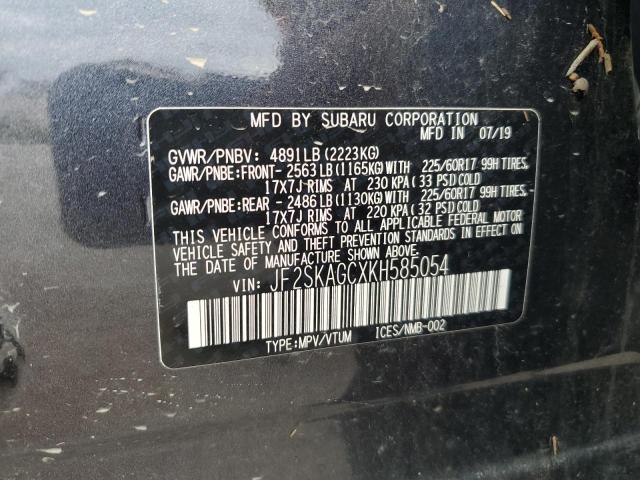 MFD BY SUBARU CORPORATION
MFD IN 07/19
GVWR/PNBV: 4891LB (2223KG)
GAWR/PNBE:FRONT- 2563LB (1165KG)WITH 225/60R17 99H TIRES,
17X7J RIMS AT 230 KPA (33 PSI)COLD
GAWR/PNBE:REAR - 2486LB (1130KG)WITH 225/60R17 99H TIRES,
17X7J RIMS AT 220 KPA (32 PSI)COLD
THIS VEHICLE CONFORMS TO ALL APPLICABLE FEDERAL MOTOR
VEHICLE SAFETY AND THEFT PREVENTION STANDARDS IN EFFECT
ON THE DATE OF MANUFACTURE SHOWN ABOVE.
VIN: JF2SKAGCXKH585054
TYPE:MPV/VTUM ICES/NMB-002